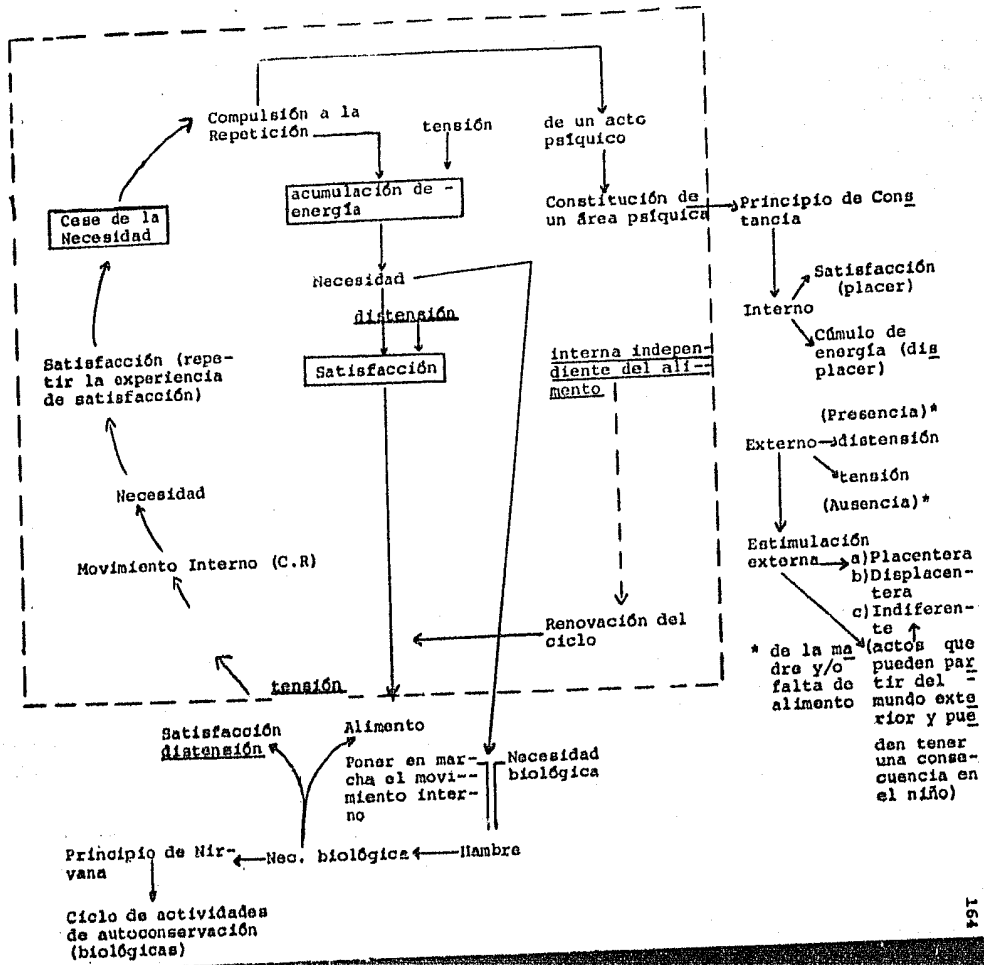 Compulsión a la
Repetición
tensión
de un acto
psíquico
acumulación de -
energía
Constitución de
un área psíquica
Principio de Cons
tancia
Cese de la
Necesidad
Necesidad
distensión
Satisfacción
Interno
Satisfacción
(placer)
Cúmulo de
energía (dis
placer)
interna indepen-
diente del ali--
mento
Satisfacción (repe-
tir la experiencia
de satisfacción)
(Presencia)*
Externo
distensión
tensión
(Ausencia)*
Necesidad
Movimiento Interno (C.R)
Estimulación
externa
a)Placentera
b)Displacen-
tera
c)Indiferen-
te
(actos que
pueden par
tir del -
mundo exte
rior y pue
den tener
una conse-
cuencia en
el niño)
* de la ma
dre y/o
falta de
alimento
Renovación del
ciclo
tensión
Satisfacción
distensión
Alimento
Poner en mar-
cha el movi--
miento inter-
no
Necesidad
biológica
Principio de Nir-
vana
Nec. biológica
Hambre
Ciclo de actividades
de autoconservación
(biológicas)
164